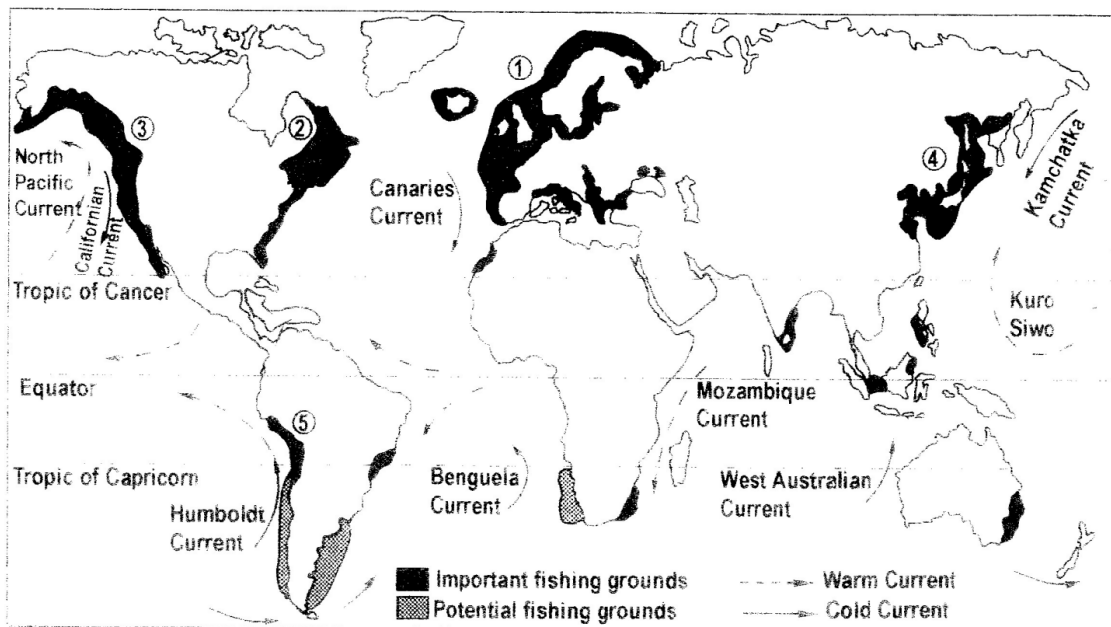 ①
②
③
④
North
Pacific
Current
Californian
Current
Canaries
Current
Kamchatka
Current
Tropic of Cancer
Kuro
Siwo
Equator
Mozambique
Current
⑤
Tropic of Capricorn
Benguela
Current
West Australian
Current
Humboldt
Current
Important fishing grounds
Warm Current
Potential fishing grounds
Cold Current